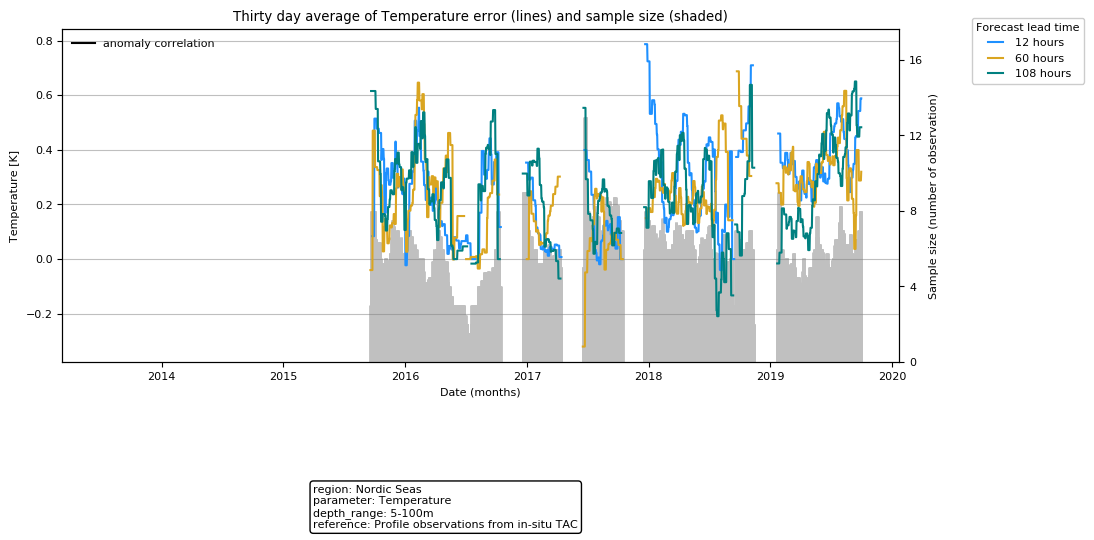 Thirty day average of Temperature error (lines) and sample size (shaded)
Forecast lead time
12 hours
60 hours
108 hours
anomaly correlation
Temperature [K]
0.8
0.6
0.4
0.2
0.0
−0.2
16
12
8
4
0
Sample size (number of observation)
2014 2015 2016 2017 2018 2019 2020
Date (months)
region: Nordic Seas
parameter: Temperature
depth_range: 5-100m
reference: Profile observations from in-situ TAC